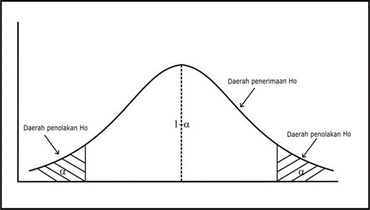 Daerah penerimaan Ho
Daerah penolakan Ho
Daerah penolakan Ho
1-α
α
α